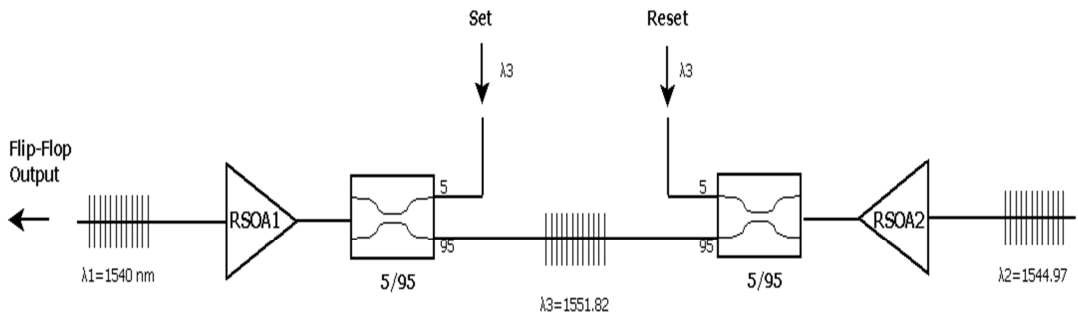 Set
Reset
λ3
λ3
Flip-Flop
Output
5
5
RSOA1
RSOA2
95
95
λ1=1540 nm
5/95
λ3=1551.82
5/95
λ2=1544.97